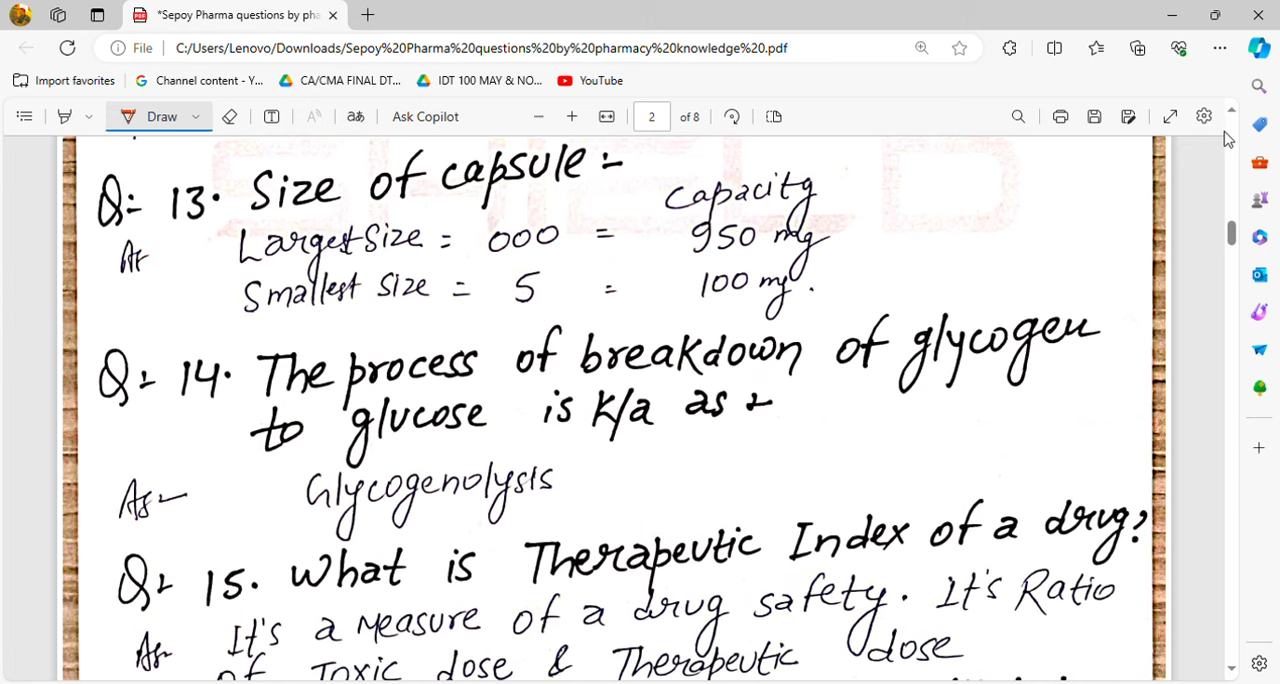 *Sepoy Pharma questions by pha
File C:/Users/Lenovo/Downloads/Sepoy%20Pharma%20questions%20by%20pharmacy%20knowledge%20.pdf
Import favorites Channel content - Y... CA/CMA FINAL DT... IDT 100 MAY & NO... YouTube
Draw Ask Copilot 2 of 8
Q:- 13. Size of capsule :-
Capacity
Largest Size = 000 = 950 mg
Smallest Size = 5 = 100 mg.
Q:- 14. The process of breakdown of glycogen
to glucose is k/a as :-
As- Glycogenolysis
Q:- 15. What is Therapeutic Index of a drug?
As- It's a Measure of a drug safety. It's Ratio
of Toxic dose & Therapeutic dose